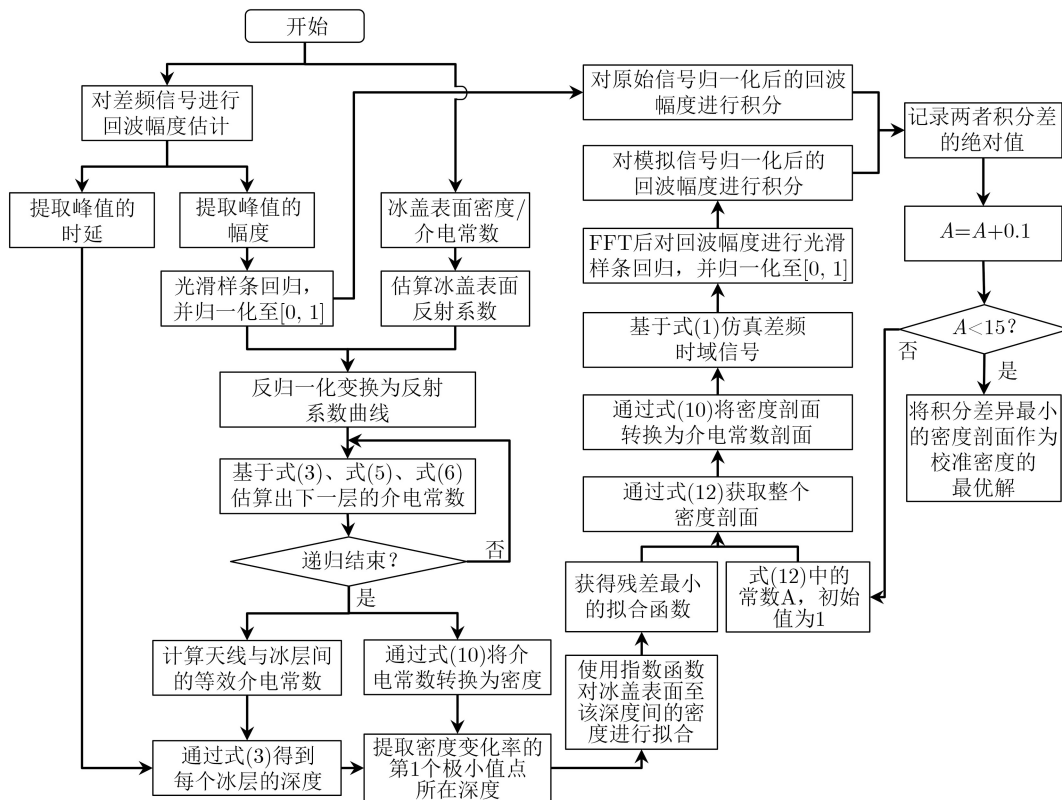 开始
对差频信号进行
回波幅度估计
提取峰值的
时延
提取峰值的
幅度
光滑样条回归，
并归一化至[0, 1]
冰盖表面密度/
介电常数
估算冰盖表面
反射系数
反归一化变换为反射
系数曲线
基于式(3)、式(5)、式(6)
估算出下一层的介电常数
递归结束？
否
是
计算天线与冰层间
的等效介电常数
通过式(10)将介
电常数转换为密度
通过式(3)得到
每个冰层的深度
提取密度变化率的
第1个极小值点
所在深度
使用指数函数
对冰盖表面至
该深度间的密
度进行拟合
获得残差最小
的拟合函数
式(12)中的
常数A，初始
值为1
通过式(12)获取整个
密度剖面
通过式(10)将密度剖面
转换为介电常数剖面
基于式(1)仿真差频
时域信号
FFT后对回波幅度进行光滑
样条回归，并归一化至[0, 1]
对模拟信号归一化后的
回波幅度进行积分
对原始信号归一化后的回波
幅度进行积分
记录两者积分差
的绝对值
A=A+0.1
A<15？
否
是
将积分差异最小
的密度剖面作为
校准密度的
最优解